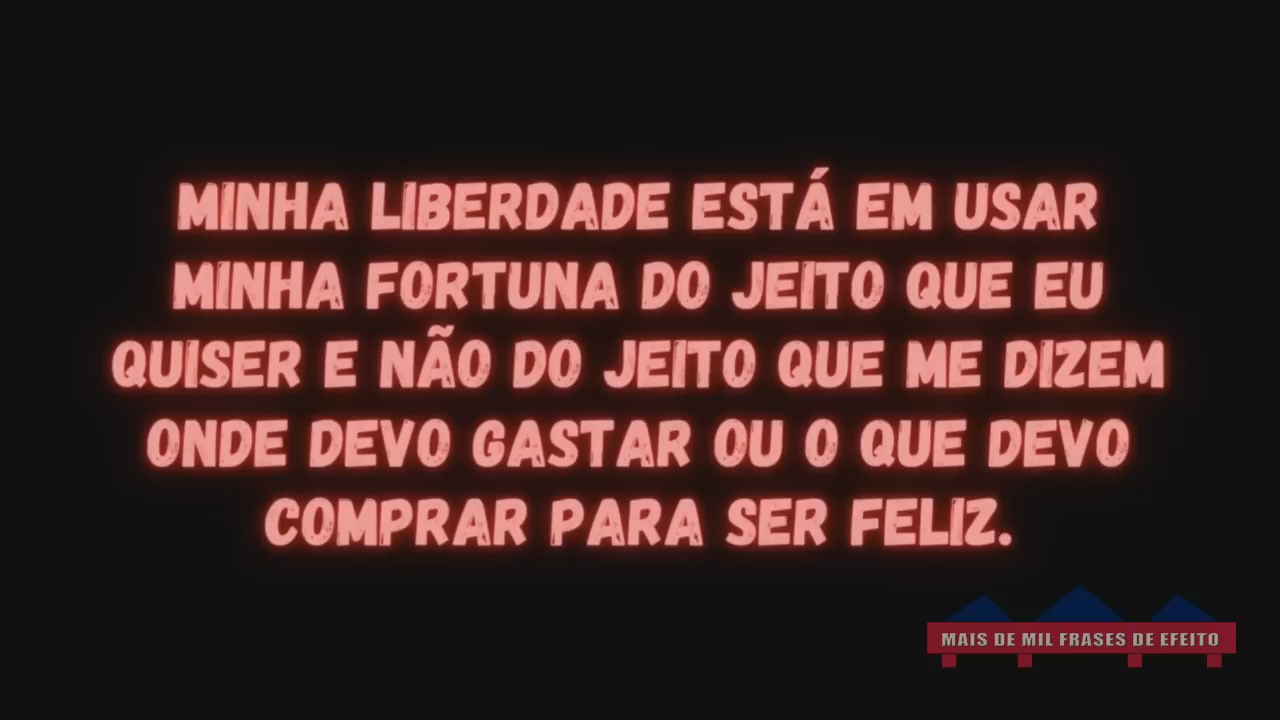 MINHA LIBERDADE ESTÁ EM USAR
MINHA FORTUNA DO JEITO QUE EU
QUISER E NÃO DO JEITO QUE ME DIZEM
ONDE DEVO GASTAR OU O QUE DEVO
COMPRAR PARA SER FELIZ.
MAIS DE MIL FRASES DE EFEITO